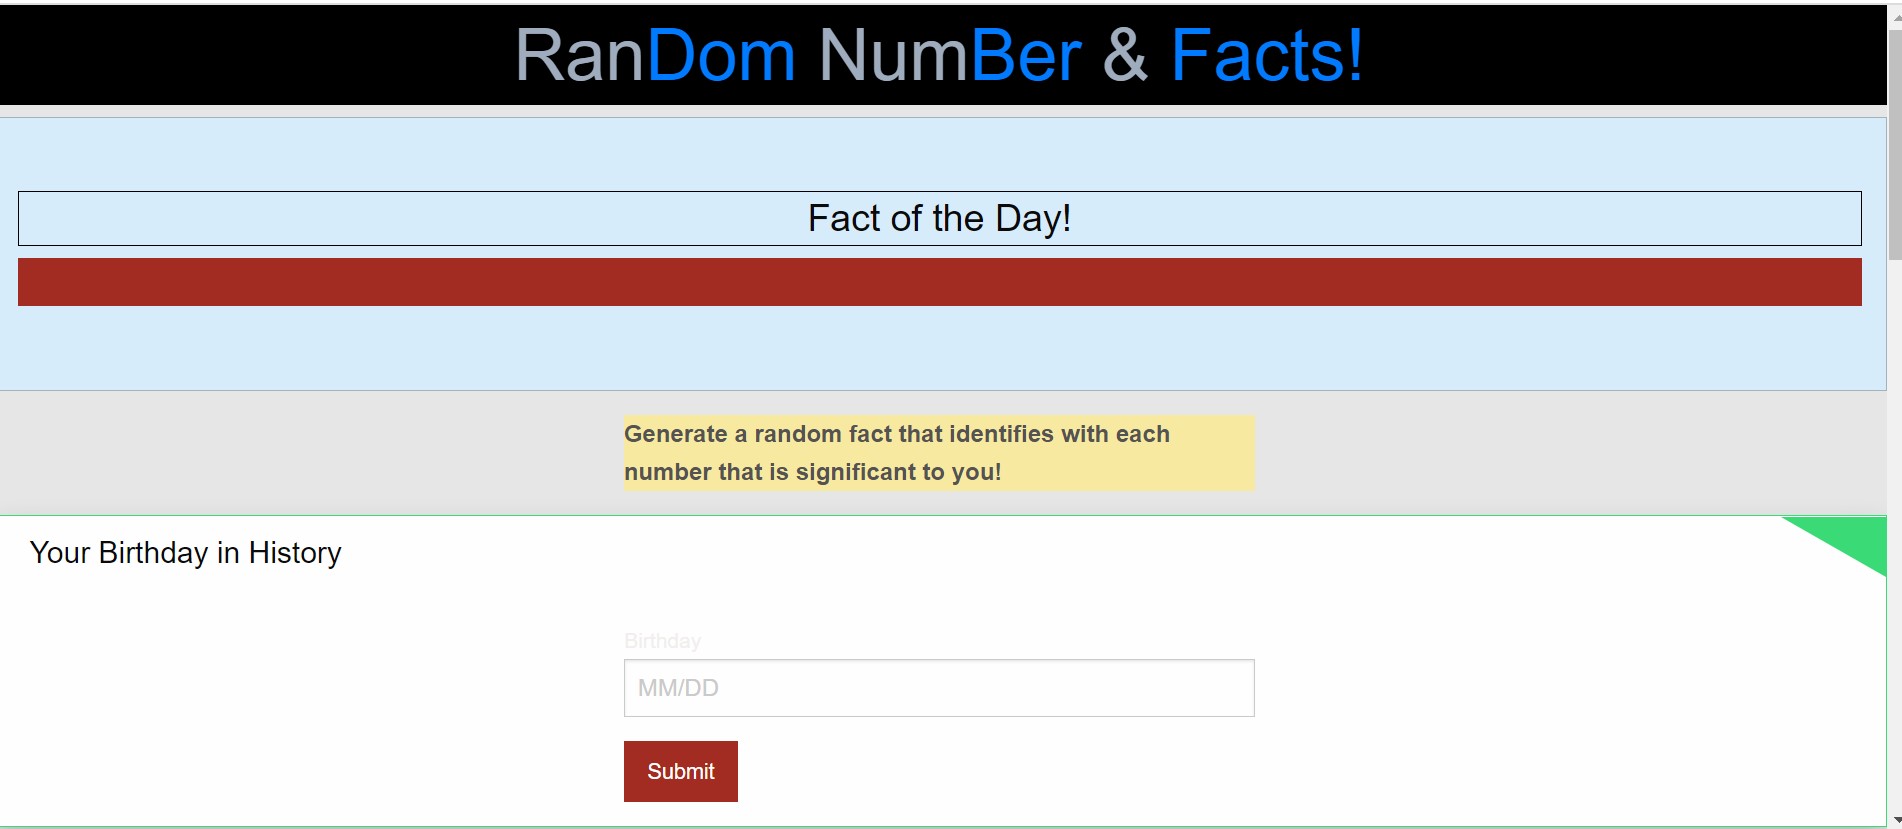 RanDom NumBer & Facts!
Fact of the Day!
Generate a random fact that identifies with each
number that is significant to you!
Your Birthday in History
Birthday
MM/DD
Submit